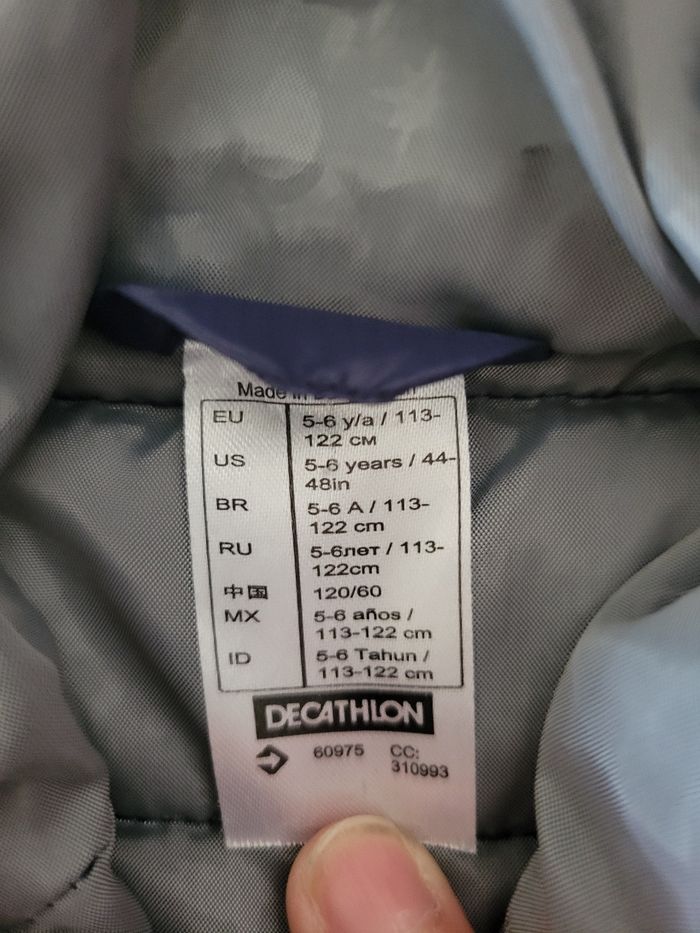 Made in
EU 5-6 y/a / 113-
122 CM
US 5-6 years / 44-
48in
BR 5-6 A / 113-
122 cm
RU 5-6лет / 113-
122cm
中国 120/60
MX 5-6 años /
113-122 cm
ID 5-6 Tahun /
113-122 cm
DECATHLON
60975 CC:
310993